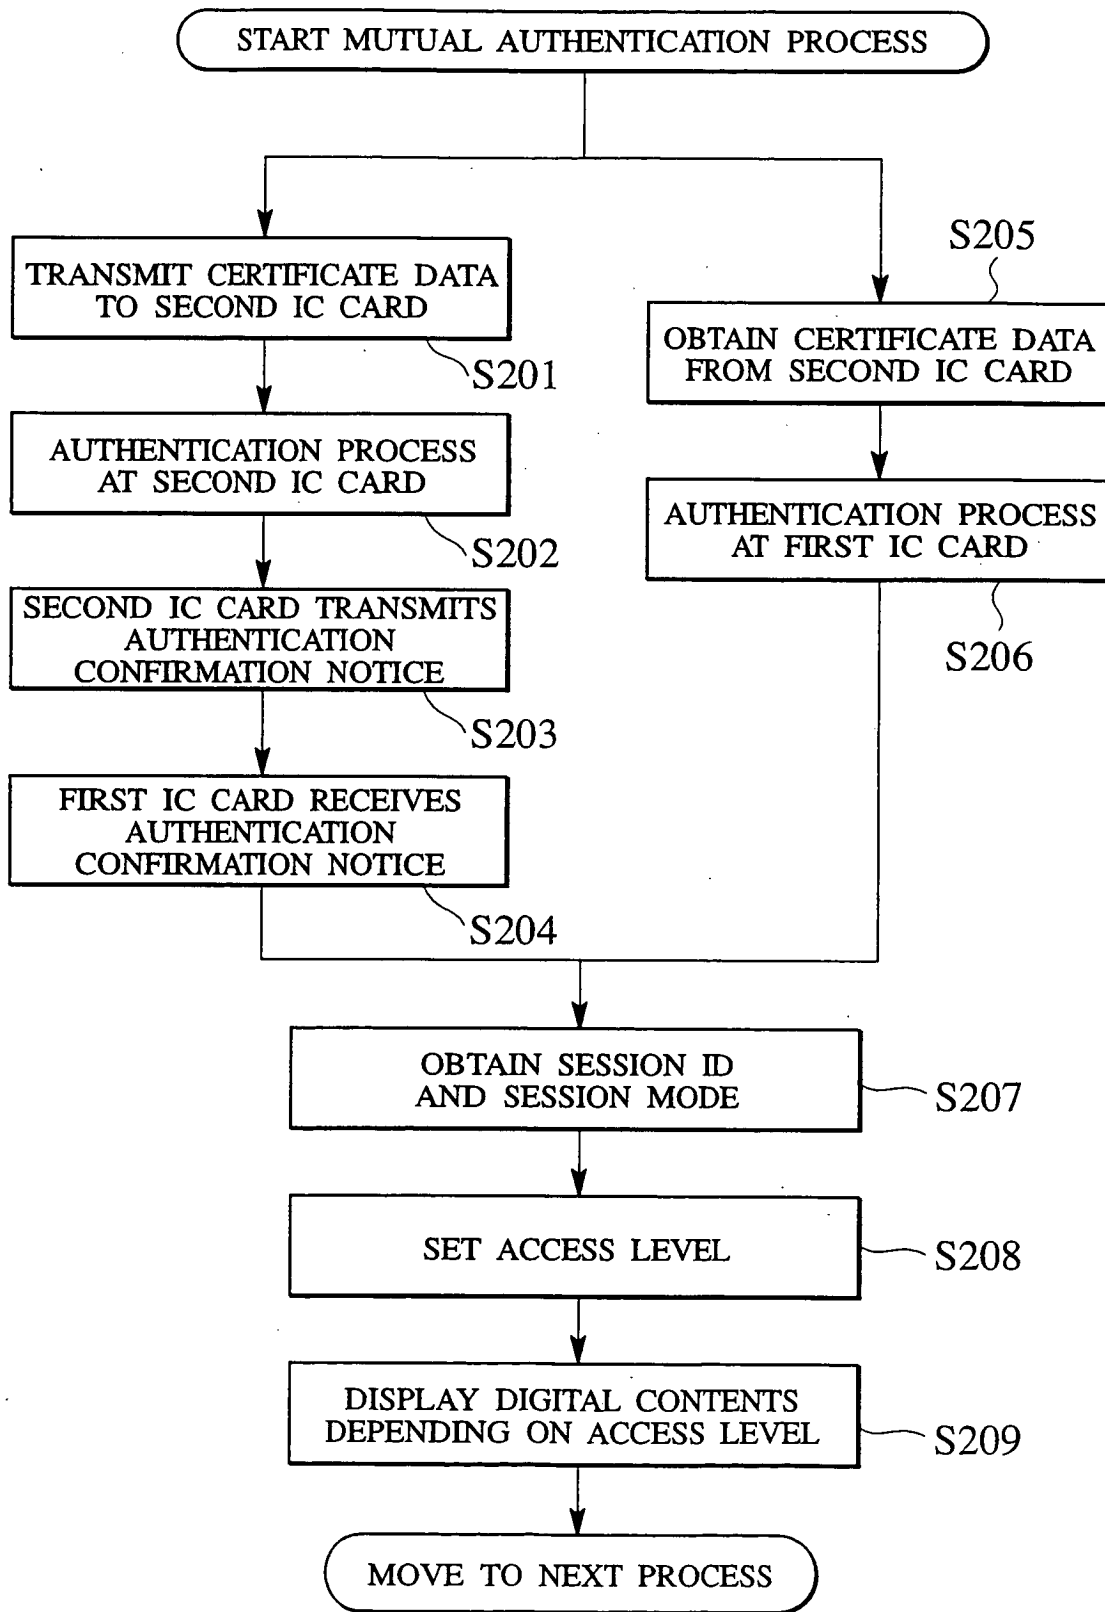 START MUTUAL AUTHENTICATION PROCESS
TRANSMIT CERTIFICATE DATA
TO SECOND IC CARD
S201
AUTHENTICATION PROCESS
AT SECOND IC CARD
S202
SECOND IC CARD TRANSMITS
AUTHENTICATION
CONFIRMATION NOTICE
S203
FIRST IC CARD RECEIVES
AUTHENTICATION
CONFIRMATION NOTICE
S204
S205
OBTAIN CERTIFICATE DATA
FROM SECOND IC CARD
AUTHENTICATION PROCESS
AT FIRST IC CARD
S206
OBTAIN SESSION ID
AND SESSION MODE
S207
SET ACCESS LEVEL
S208
DISPLAY DIGITAL CONTENTS
DEPENDING ON ACCESS LEVEL
S209
MOVE TO NEXT PROCESS